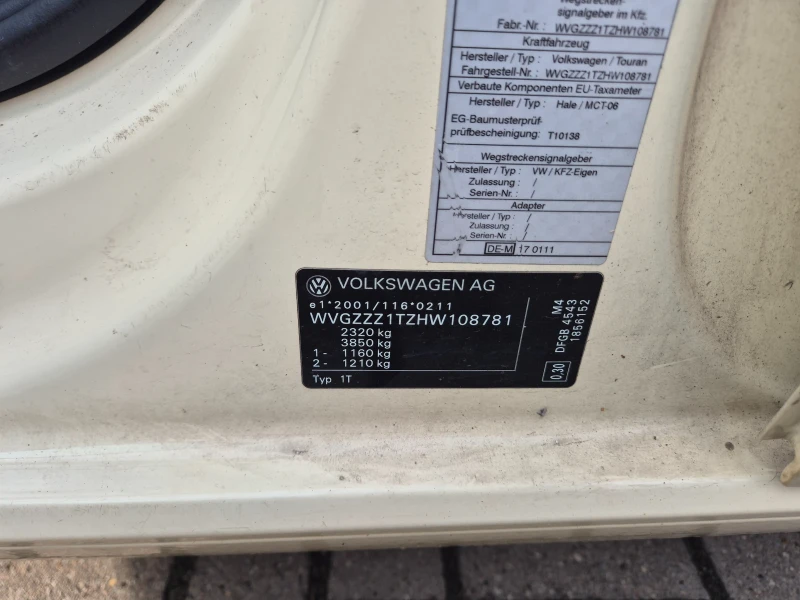 Wegstrecken-
signalgeber im Kfz.
Fabr.-Nr.: WVGZZZ1TZHW108781
Kraftfahrzeug
Hersteller / Typ : Volkswagen / Touran
Fahrgestell-Nr.: WVGZZZ1TZHW108781
Verbaute Komponenten EU-Taxameter
Hersteller / Typ : Hale / MCT-06
EG-Baumusterprüf-
prüfbescheinigung: T10138
Wegstreckensignalgeber
Hersteller / Typ : VW / KFZ-Eigen
Zulassung : /
Serien-Nr. : /
Adapter
Hersteller / Typ : /
Zulassung : /
Serien-Nr. : /
DE-M 17 0111
VOLKSWAGEN AG
e1*2001/116*0211
WVGZZZ1TZHW108781
2320 kg
3850 kg
1 - 1160 kg
2 - 1210 kg
Typ 1T
M4
DFGB 4543
1856152
0,30